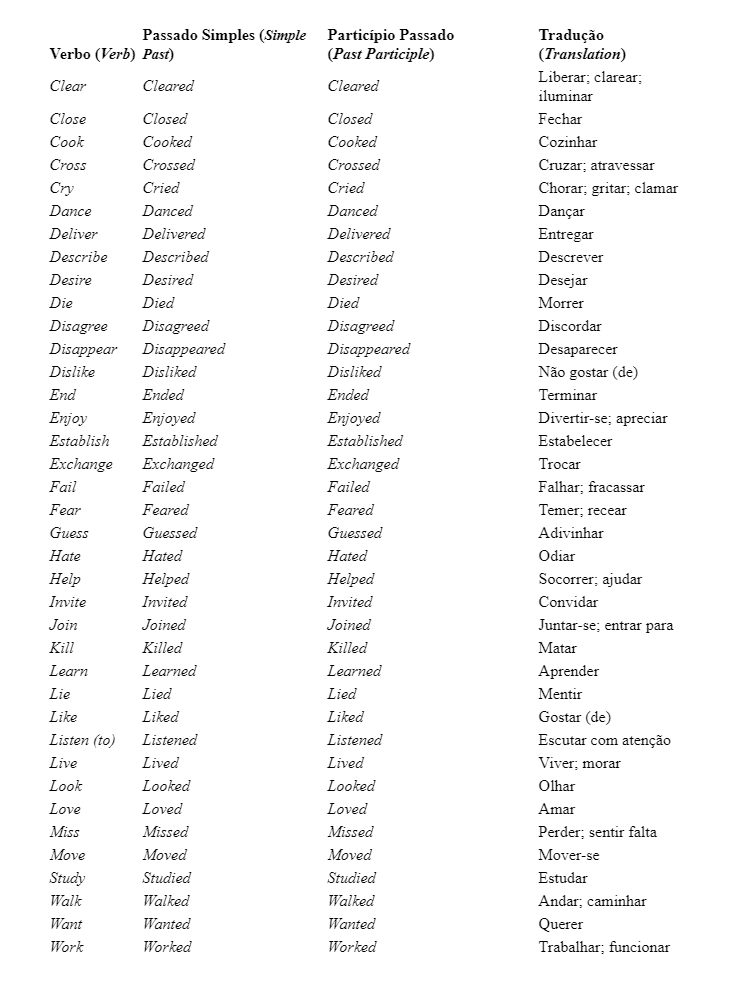 Verbo (Verb) Passado Simples (Simple Past) Particípio Passado (Past Participle) Tradução (Translation)
Clear Cleared Cleared Liberar; clarear; iluminar
Close Closed Closed Fechar
Cook Cooked Cooked Cozinhar
Cross Crossed Crossed Cruzar; atravessar
Cry Cried Cried Chorar; gritar; clamar
Dance Danced Danced Dançar
Deliver Delivered Delivered Entregar
Describe Described Described Descrever
Desire Desired Desired Desejar
Die Died Died Morrer
Disagree Disagreed Disagreed Discordar
Disappear Disappeared Disappeared Desaparecer
Dislike Disliked Disliked Não gostar (de)
End Ended Ended Terminar
Enjoy Enjoyed Enjoyed Divertir-se; apreciar
Establish Established Established Estabelecer
Exchange Exchanged Exchanged Trocar
Fail Failed Failed Falhar; fracassar
Fear Feared Feared Temer; recear
Guess Guessed Guessed Adivinhar
Hate Hated Hated Odiar
Help Helped Helped Socorrer; ajudar
Invite Invited Invited Convidar
Join Joined Joined Juntar-se; entrar para
Kill Killed Killed Matar
Learn Learned Learned Aprender
Lie Lied Lied Mentir
Like Liked Liked Gostar (de)
Listen (to) Listened Listened Escutar com atenção
Live Lived Lived Viver; morar
Look Looked Looked Olhar
Love Loved Loved Amar
Miss Missed Missed Perder; sentir falta
Move Moved Moved Mover-se
Study Studied Studied Estudar
Walk Walked Walked Andar; caminhar
Want Wanted Wanted Querer
Work Worked Worked Trabalhar; funcionar